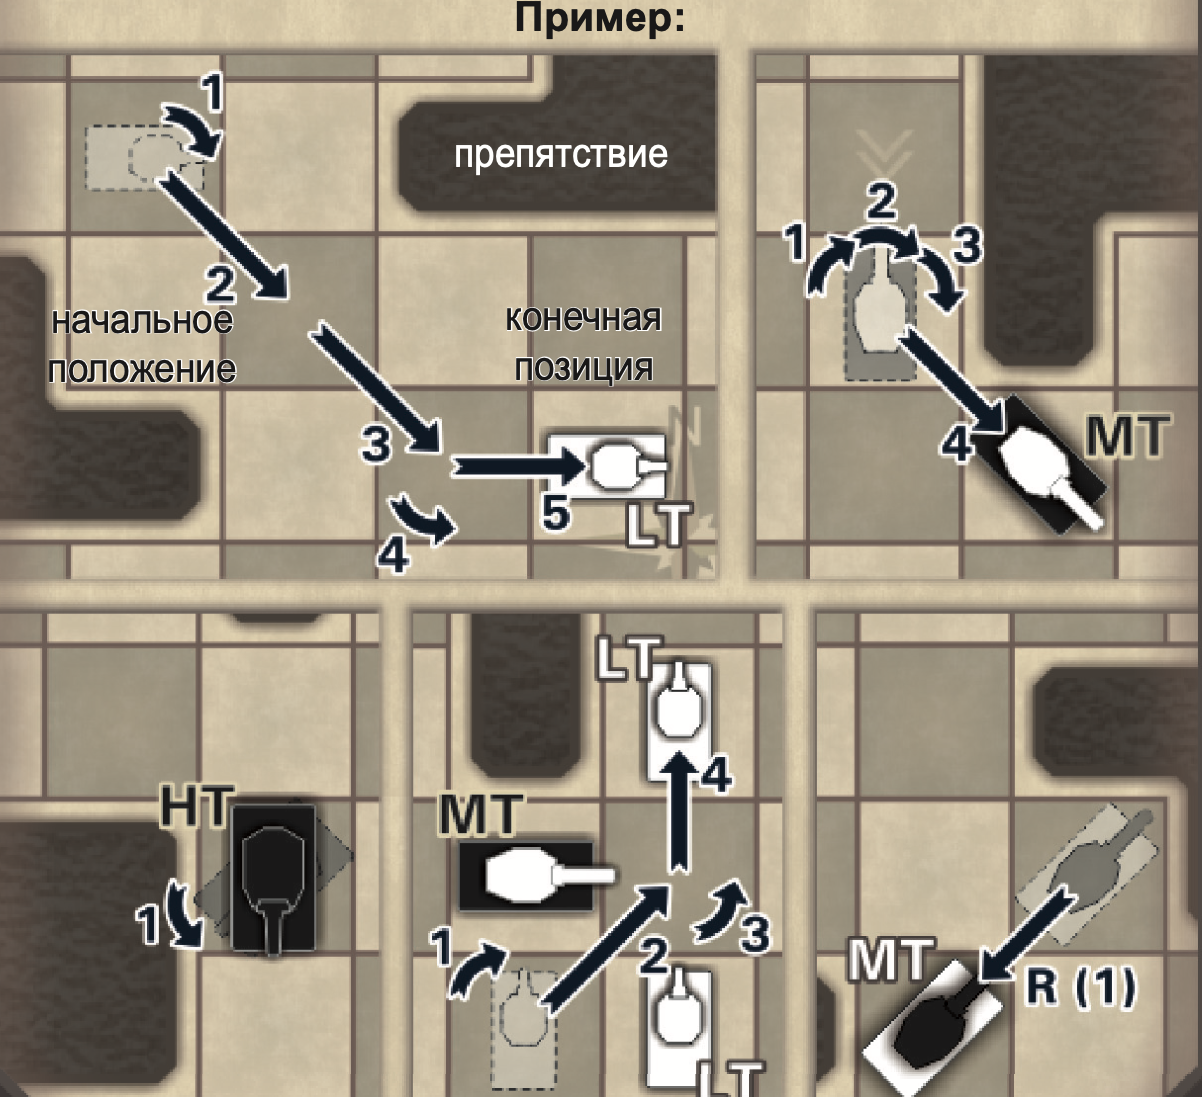 Пример:
1
препятствие
2
начальное
положение
3
4
5
конечная
позиция
N
LT
1
2
3
4
MT
HT
1
LT
4
MT
1
2
3
LT
MT
R (1)